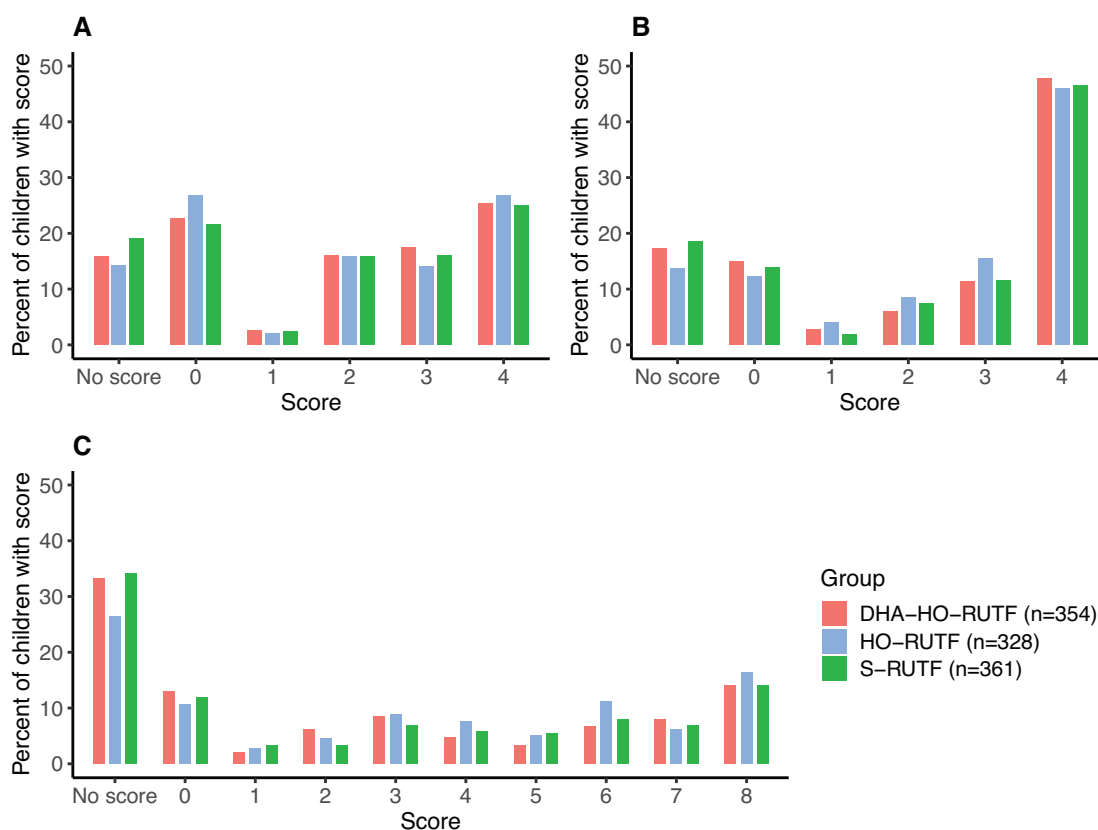 A
Percent of children with score
50
40
30
20
10
0
No score 0 1 2 3 4
Score
B
Percent of children with score
50
40
30
20
10
0
No score 0 1 2 3 4
Score
C
Percent of children with score
50
40
30
20
10
0
No score 0 1 2 3 4 5 6 7 8
Score
Group
DHA−HO−RUTF (n=354)
HO−RUTF (n=328)
S−RUTF (n=361)